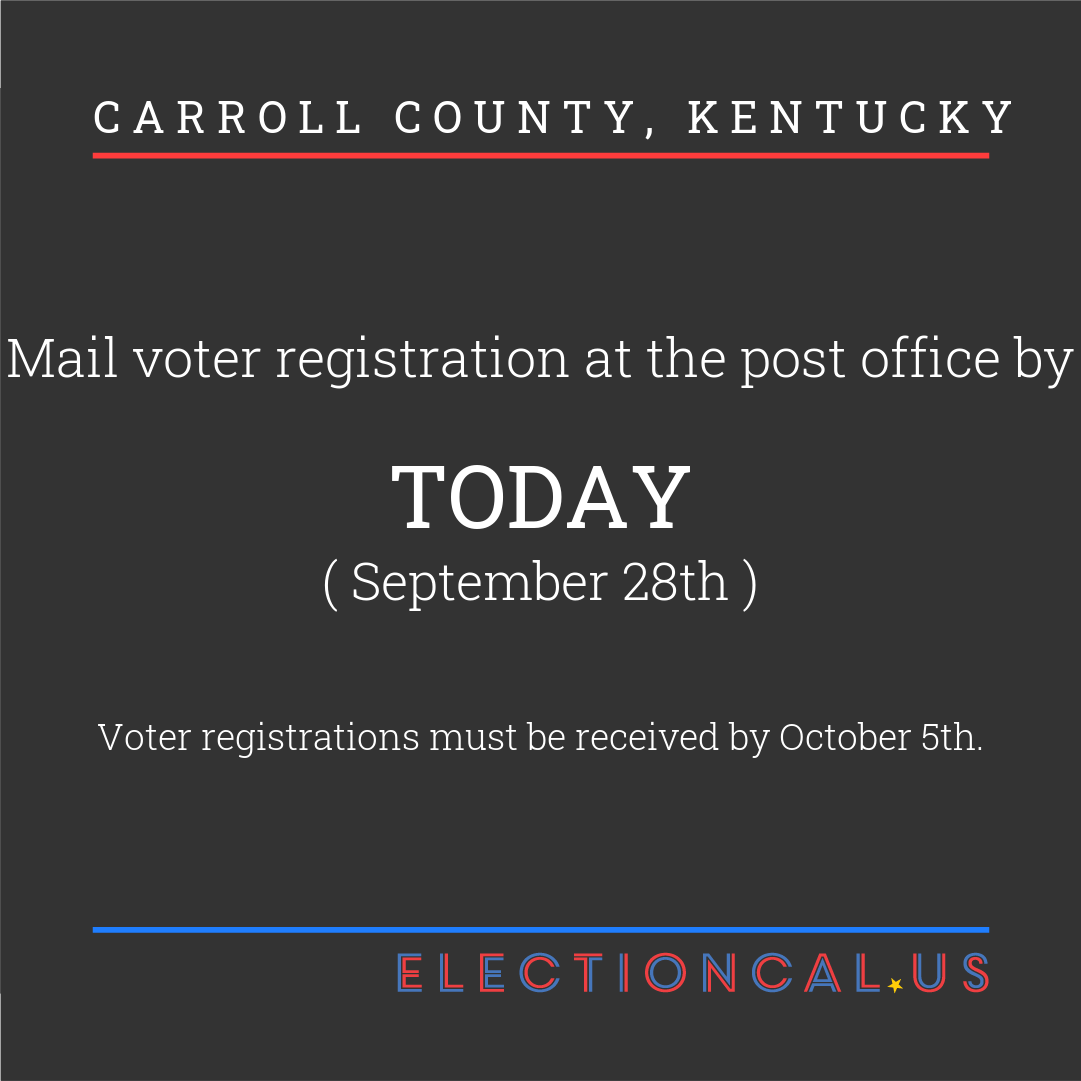 CARROLL COUNTY, KENTUCKY
Mail voter registration at the post office by
TODAY
( September 28th )
Voter registrations must be received by October 5th.
ELECTIONCAL.US